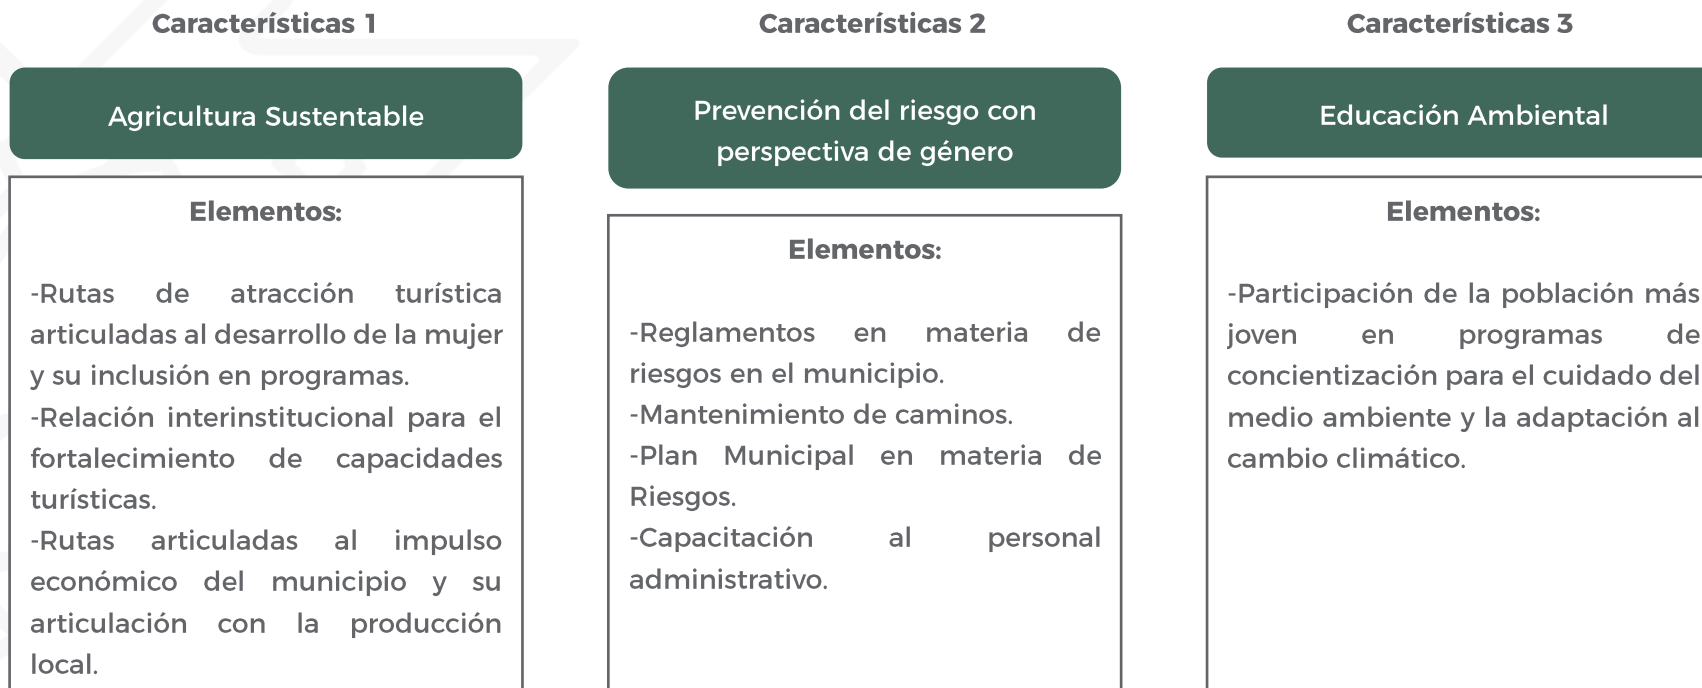 Características 1
Agricultura Sustentable
Elementos:
-Rutas de atracción turística
articuladas al desarrollo de la mujer
y su inclusión en programas.
-Relación interinstitucional para el
fortalecimiento de capacidades
turísticas.
-Rutas articuladas al impulso
económico del municipio y su
articulación con la producción
local.
Características 2
Prevención del riesgo con
perspectiva de género
Elementos:
-Reglamentos en materia de
riesgos en el municipio.
-Mantenimiento de caminos.
-Plan Municipal en materia de
Riesgos.
-Capacitación al personal
administrativo.
Características 3
Educación Ambiental
Elementos:
-Participación de la población más
joven en programas de
concientización para el cuidado del
medio ambiente y la adaptación al
cambio climático.